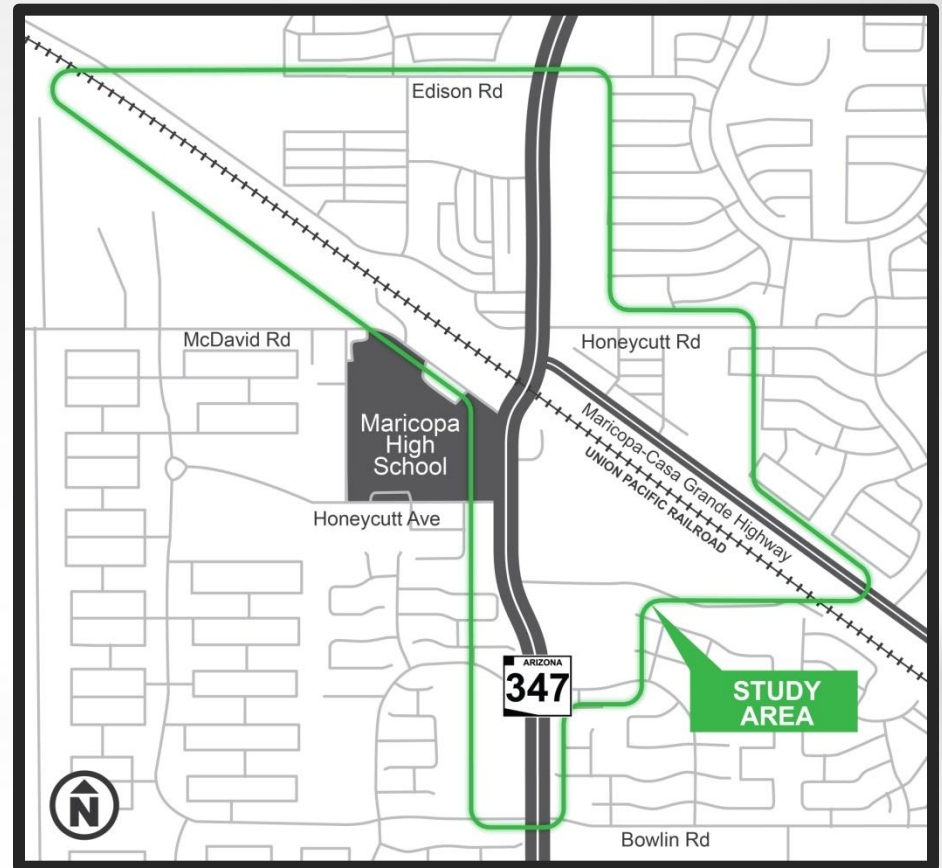 Edison Rd
McDavid Rd
Honeycutt Rd
Maricopa
High
School
Maricopa-Casa Grande Highway
UNION PACIFIC RAILROAD
Honeycutt Ave
ARIZONA
347
STUDY
AREA
N
Bowlin Rd